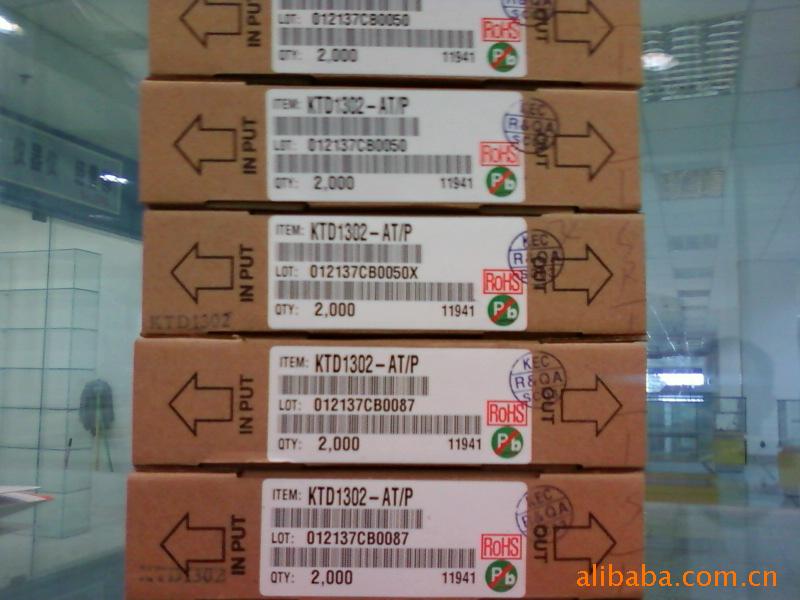 IN PUT
LOT: 012137CB0050
QTY: 2,000 11941
RoHS
Pb
OUT
IN PUT
ITEM: KTD1302-AT/P
LOT: 012137CB0050
QTY: 2,000 11941
KEC
R&QA
RoHS
Pb
OUT
IN PUT
KTD1302
ITEM: KTD1302-AT/P
LOT: 012137CB0050X
QTY: 2,000 11941
KEC
R&QA
RoHS
Pb
OUT
IN PUT
ITEM: KTD1302-AT/P
LOT: 012137CB0087
QTY: 2,000 11941
KEC
R&QA
RoHS
Pb
OUT
IN PUT
KTD1302
ITEM: KTD1302-AT/P
LOT: 012137CB0087
QTY: 2,000 11941
KEC
R&QA
RoHS
Pb
OUT
alibaba.com.cn